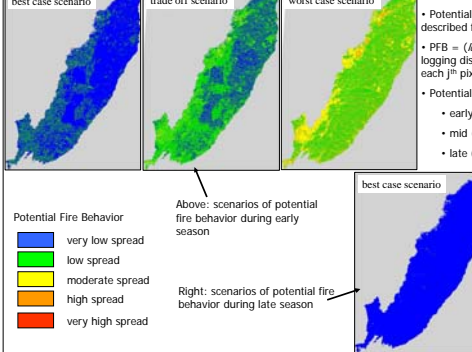 best case scenario
trade off scenario
worst case scenario
• Potential
described
• PFB =
logging
each jth
• Potential
• early
• mid
• late
best case scenario
Above: scenarios of potential
fire behavior during early
season
Potential Fire Behavior
very low spread
low spread
moderate spread
high spread
very high spread
Right: scenarios of potential fire
behavior during late season